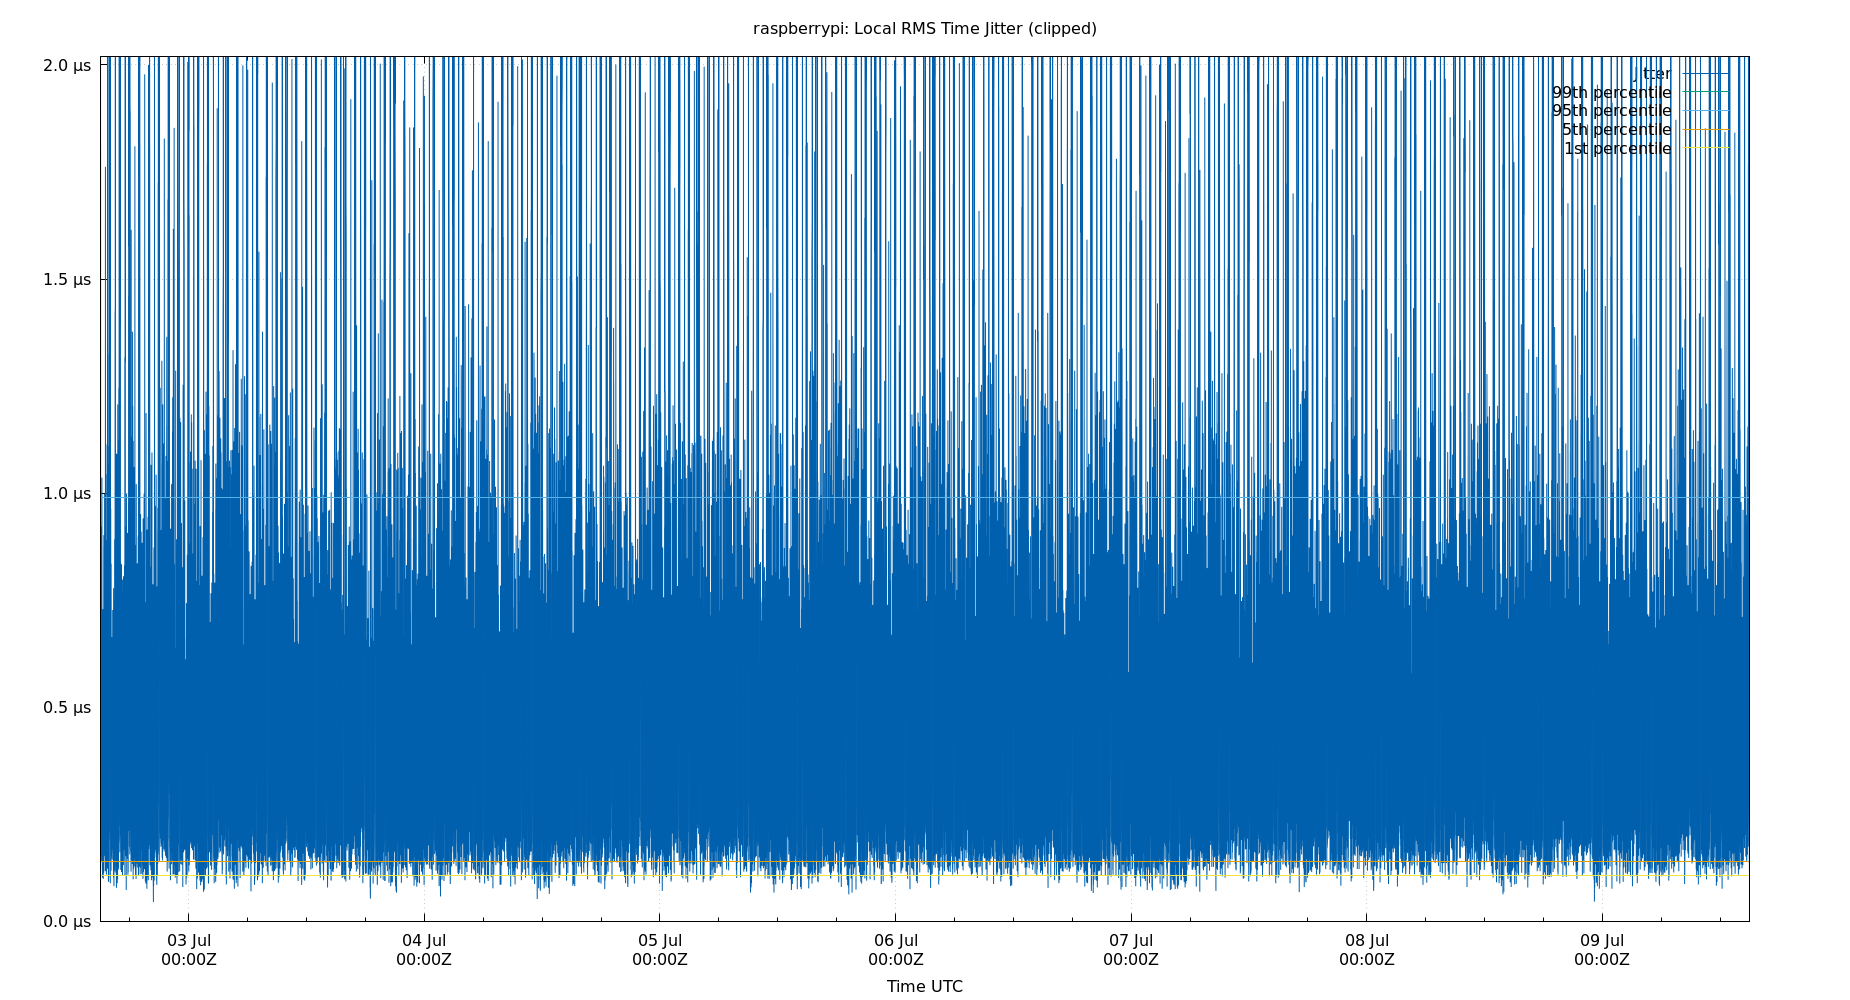 raspberrypi: Local RMS Time Jitter (clipped)
2.0 µs
jitter
99th percentile
95th percentile
5th percentile
1st percentile
1.5 µs
1.0 µs
0.5 µs
0.0 µs
03 Jul 04 Jul 05 Jul 06 Jul 07 Jul 08 Jul 09 Jul
00:00Z 00:00Z 00:00Z 00:00Z 00:00Z 00:00Z 00:00Z
Time UTC